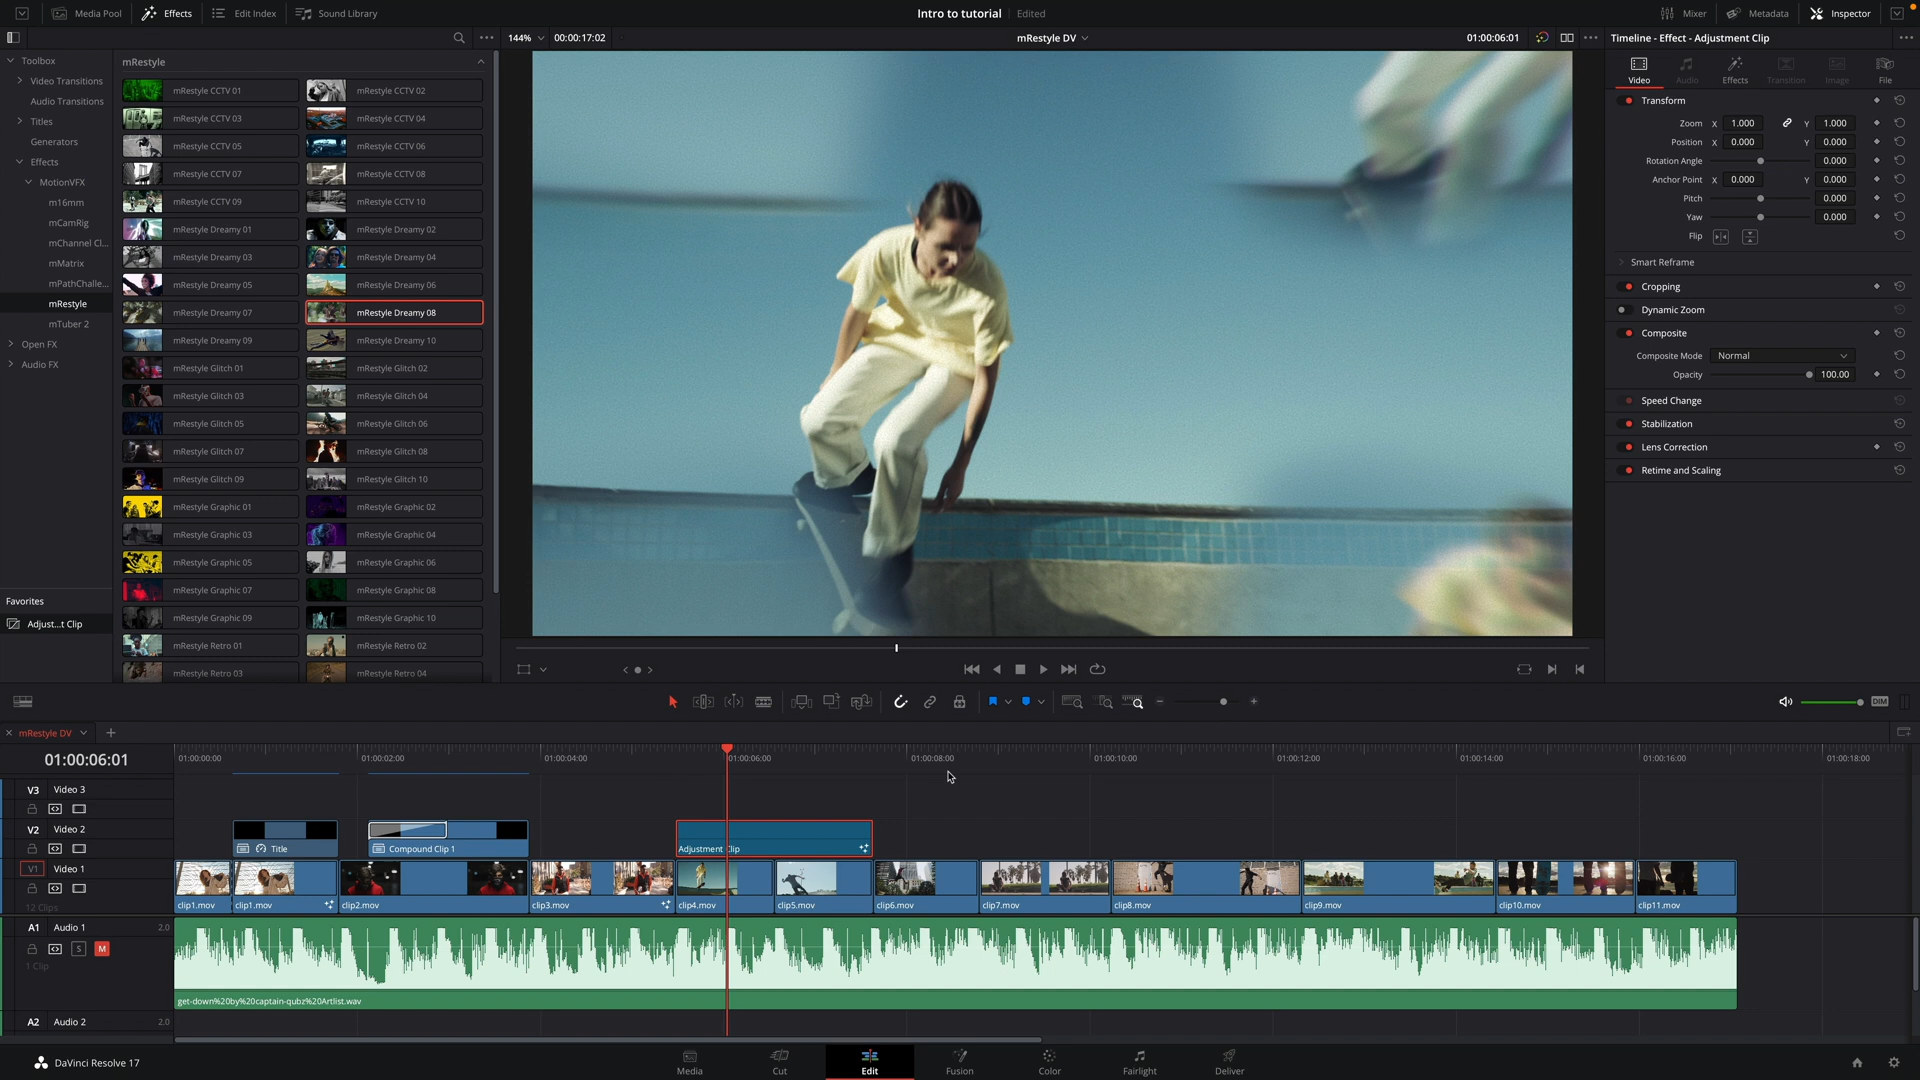 Media Pool
Effects
Edit Index
Sound Library
Intro to tutorial
Edited
Mixer
Metadata
Inspector
144%
00:00:17:02
mRestyle DV
01:00:06:01
Timeline - Effect - Adjustment Clip
Toolbox
Video Transitions
Audio Transitions
Titles
Generators
Effects
MotionVFX
m16mm
mCamRig
mChannel Cl...
mMatrix
mPathChalle...
mRestyle
mTuber 2
Open FX
Audio FX
Favorites
Adjust...t Clip
mRestyle
mRestyle CCTV 01
mRestyle CCTV 02
mRestyle CCTV 03
mRestyle CCTV 04
mRestyle CCTV 05
mRestyle CCTV 06
mRestyle CCTV 07
mRestyle CCTV 08
mRestyle CCTV 09
mRestyle CCTV 10
mRestyle Dreamy 01
mRestyle Dreamy 02
mRestyle Dreamy 03
mRestyle Dreamy 04
mRestyle Dreamy 05
mRestyle Dreamy 06
mRestyle Dreamy 07
mRestyle Dreamy 08
mRestyle Dreamy 09
mRestyle Dreamy 10
mRestyle Glitch 01
mRestyle Glitch 02
mRestyle Glitch 03
mRestyle Glitch 04
mRestyle Glitch 05
mRestyle Glitch 06
mRestyle Glitch 07
mRestyle Glitch 08
mRestyle Glitch 09
mRestyle Glitch 10
mRestyle Graphic 01
mRestyle Graphic 02
mRestyle Graphic 03
mRestyle Graphic 04
mRestyle Graphic 05
mRestyle Graphic 06
mRestyle Graphic 07
mRestyle Graphic 08
mRestyle Graphic 09
mRestyle Graphic 10
mRestyle Retro 01
mRestyle Retro 02
mRestyle Retro 03
mRestyle Retro 04
Video
Audio
Effects
Transition
Image
File
Transform
Zoom X 1.000 Y 1.000
Position X 0.000 Y 0.000
Rotation Angle 0.000
Anchor Point X 0.000 Y 0.000
Pitch 0.000
Yaw 0.000
Flip
Smart Reframe
Cropping
Dynamic Zoom
Composite
Composite Mode Normal
Opacity 100.00
Speed Change
Stabilization
Lens Correction
Retime and Scaling
DIM
mRestyle DV
01:00:06:01
01:00:00:00
01:00:02:00
01:00:04:00
01:00:06:00
01:00:08:00
01:00:10:00
01:00:12:00
01:00:14:00
01:00:16:00
01:00:18:00
V3 Video 3
V2 Video 2
Title
Compound Clip 1
Adjustment Clip
V1 Video 1
12 Clips
clip1.mov
clip1.mov
clip2.mov
clip3.mov
clip4.mov
clip5.mov
clip6.mov
clip7.mov
clip8.mov
clip9.mov
clip10.mov
clip11.mov
A1 Audio 1 2.0
S M
1 Clip
get-down%20by%20captain-qubz%20Artlist.wav
A2 Audio 2 2.0
DaVinci Resolve 17
Media
Cut
Edit
Fusion
Color
Fairlight
Deliver